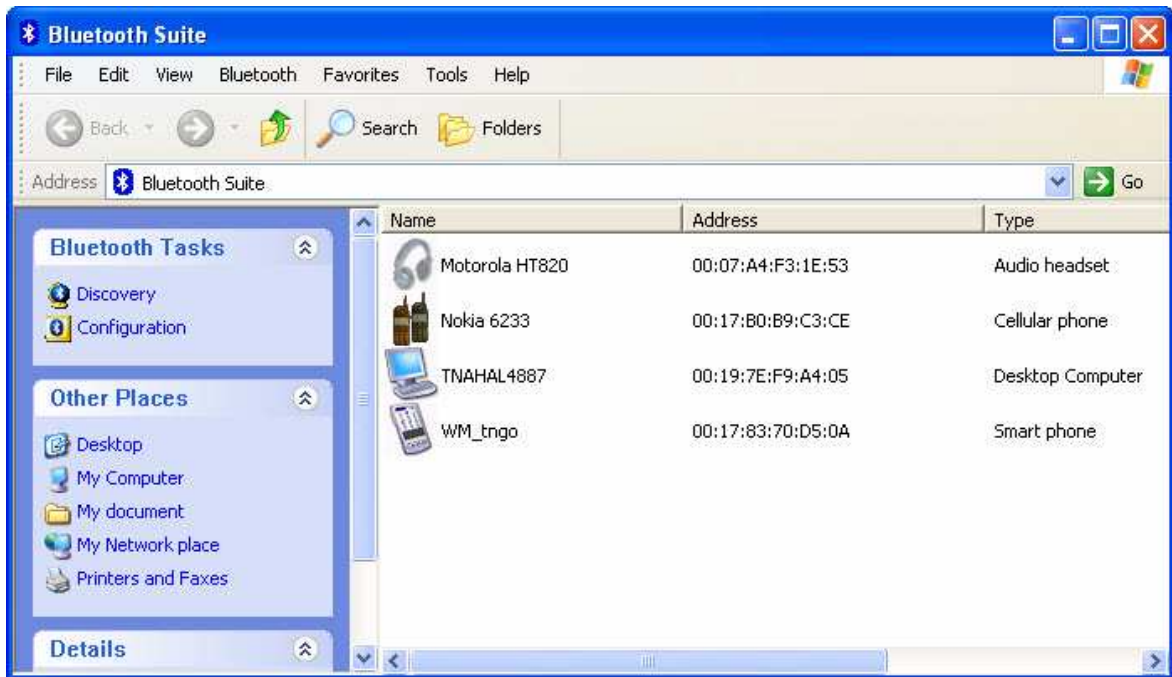 Bluetooth Suite
File Edit View Bluetooth Favorites Tools Help
Back Search Folders
Address Bluetooth Suite Go
Bluetooth Tasks
Discovery
Configuration
Other Places
Desktop
My Computer
My document
My Network place
Printers and Faxes
Details
Name Address Type
Motorola HT820 00:07:A4:F3:1E:53 Audio headset
Nokia 6233 00:17:B0:B9:C3:CE Cellular phone
TNAHAL4887 00:19:7E:F9:A4:05 Desktop Computer
WM_tngo 00:17:83:70:D5:0A Smart phone